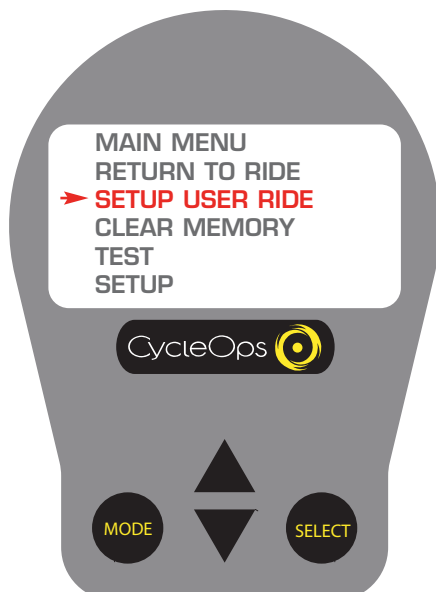 MAIN MENU
RETURN TO RIDE
SETUP USER RIDE
CLEAR MEMORY
TEST
SETUP
CycleOps
MODE
SELECT